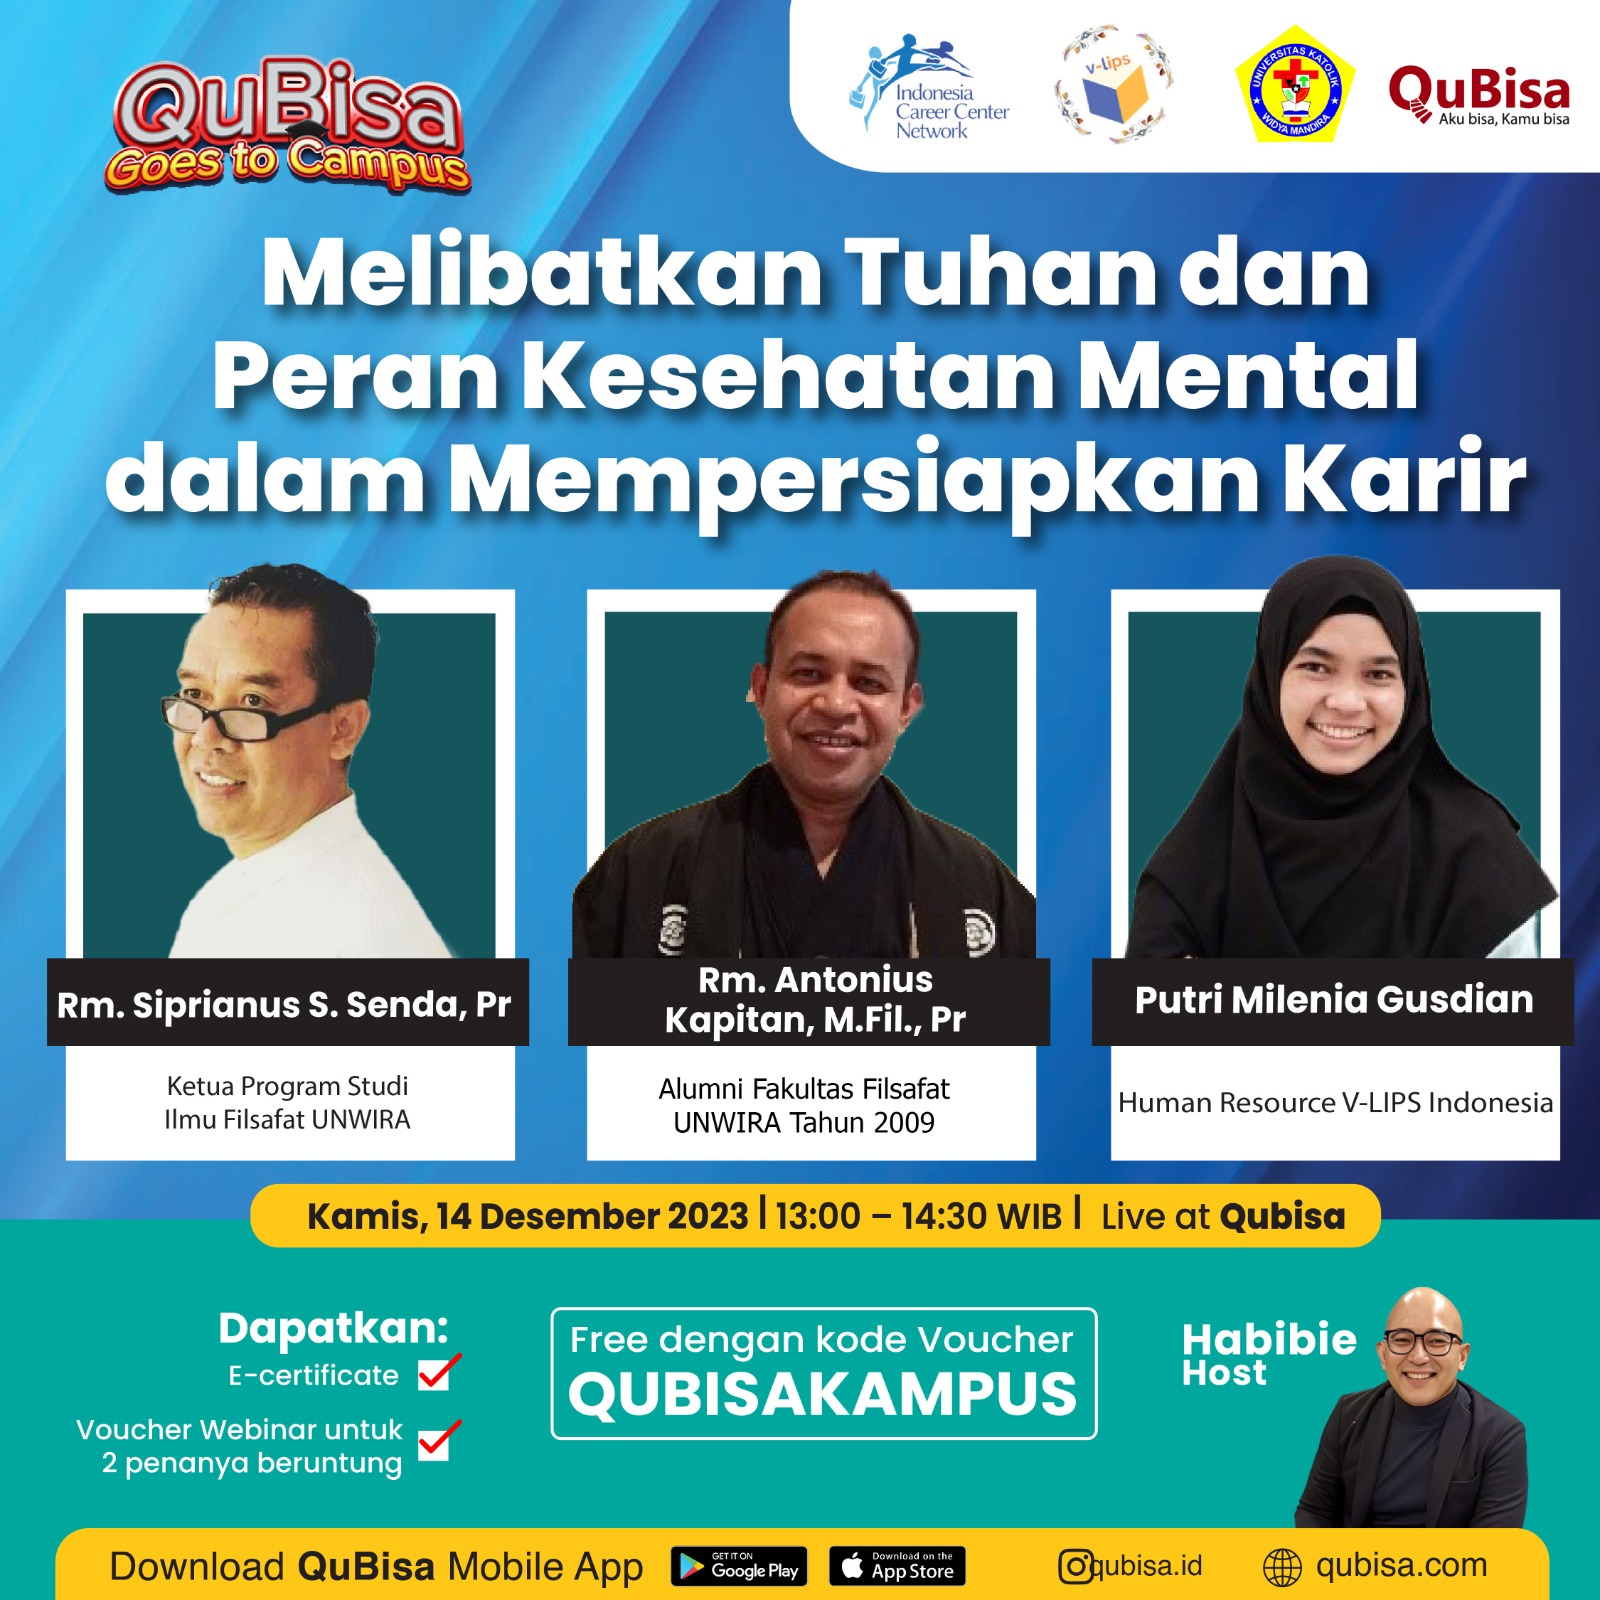 QuBisa
Goes to Campus
Indonesia
Career Center
Network
v-lips
UNIVERSITAS KATOLIK
WIDYA MANDIRA
QuBisa
Aku bisa, Kamu bisa
Melibatkan Tuhan dan
Peran Kesehatan Mental
dalam Mempersiapkan Karir
Rm. Siprianus S. Senda, Pr
Ketua Program Studi
Ilmu Filsafat UNWIRA
Rm. Antonius
Kapitan, M.Fil., Pr
Alumni Fakultas Filsafat
UNWIRA Tahun 2009
Putri Milenia Gusdian
Human Resource V-LIPS Indonesia
Kamis, 14 Desember 2023 | 13:00 – 14:30 WIB | Live at Qubisa
Dapatkan:
E-certificate
Voucher Webinar untuk
2 penanya beruntung
Free dengan kode Voucher
QUBISAKAMPUS
Habibie
Host
Download QuBisa Mobile App
GET IT ON
Google Play
Download on the
App Store
qubisa.id
qubisa.com